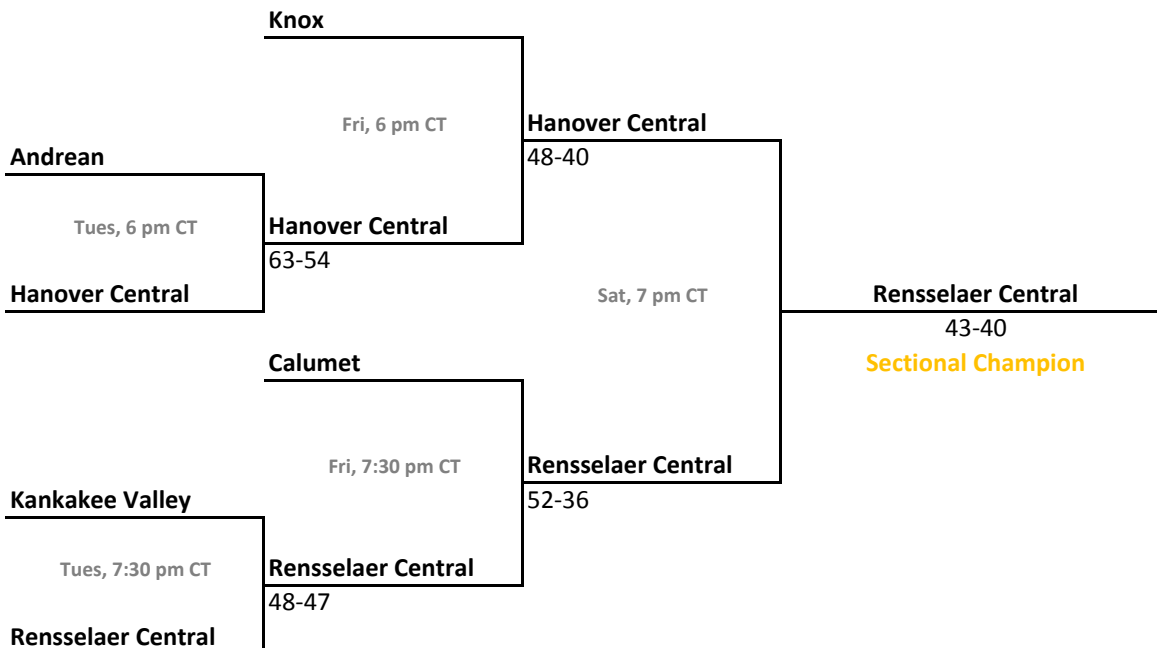 Knox
Fri, 6 pm CT
Hanover Central
48-40
Andrean
Tues, 6 pm CT
Hanover Central
63-54
Hanover Central
Sat, 7 pm CT
Rensselaer Central
43-40
Sectional Champion
Calumet
Fri, 7:30 pm CT
Rensselaer Central
52-36
Kankakee Valley
Tues, 7:30 pm CT
Rensselaer Central
48-47
Rensselaer Central